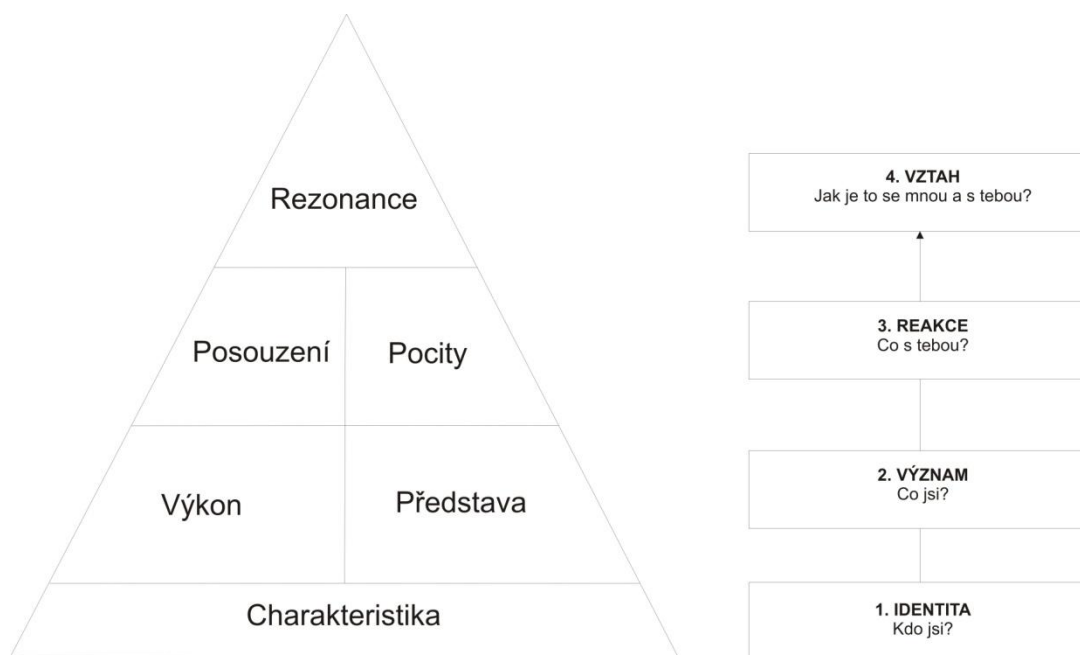 Rezonance
Posouzení
Pocity
Výkon
Představa
Charakteristika
4. VZTAH
Jak je to se mnou a s tebou?
3. REAKCE
Co s tebou?
2. VÝZNAM
Co jsi?
1. IDENTITA
Kdo jsi?